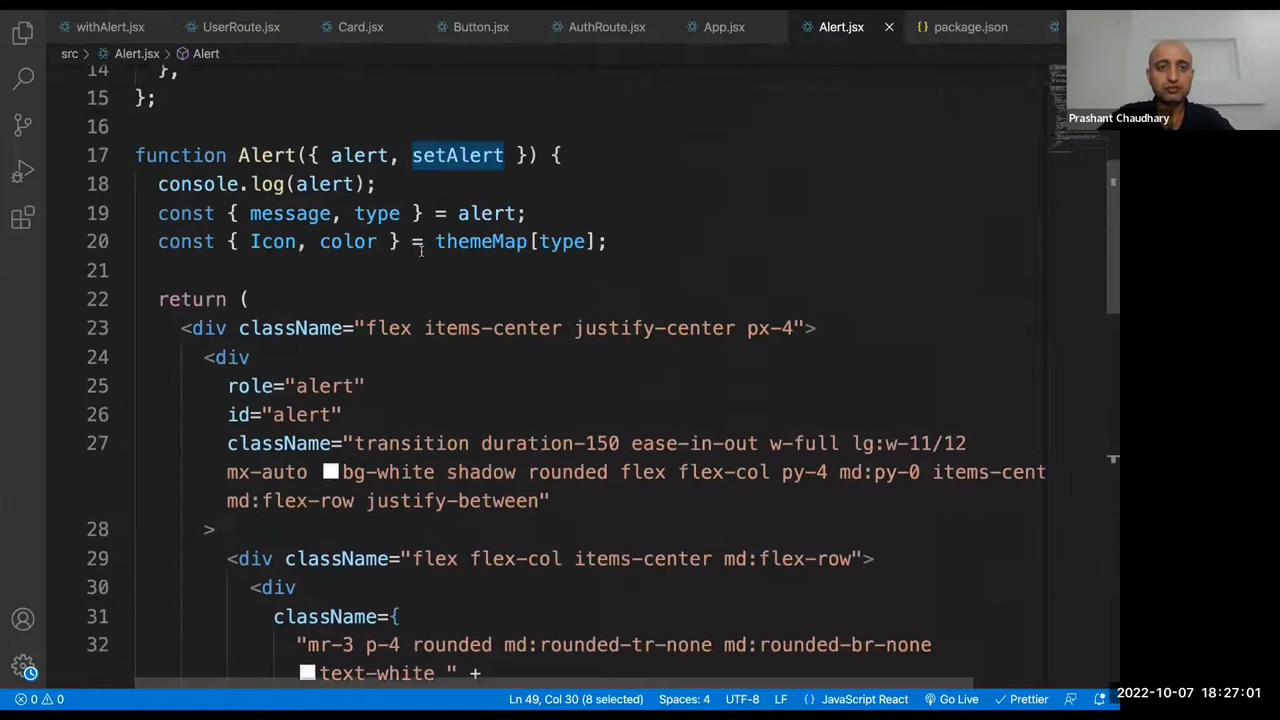 withAlert.jsx UserRoute.jsx Card.jsx Button.jsx AuthRoute.jsx App.jsx Alert.jsx package.json
src Alert.jsx Alert
Prashant Chaudhary
14 },
15 };
16
17 function Alert({ alert, setAlert }) {
18 console.log(alert);
19 const { message, type } = alert;
20 const { Icon, color } = themeMap[type];
21
22 return (
23 <div className="flex items-center justify-center px-4">
24 <div
25 role="alert"
26 id="alert"
27 className="transition duration-150 ease-in-out w-full lg:w-11/12
mx-auto bg-white shadow rounded flex flex-col py-4 md:py-0 items-cent
md:flex-row justify-between"
28 >
29 <div className="flex flex-col items-center md:flex-row">
30 <div
31 className={
32 "mr-3 p-4 rounded md:rounded-tr-none md:rounded-br-none
text-white " +
0 0 Ln 49, Col 30 (8 selected) Spaces: 4 UTF-8 LF { } JavaScript React Go Live Prettier
2022-10-07 18:27:01